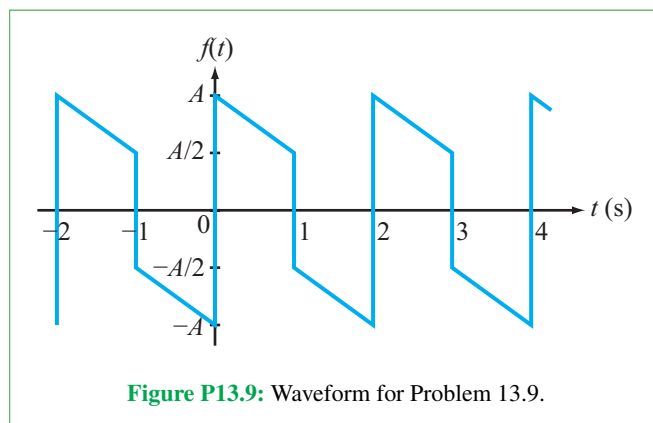 f(t)
A
A/2
t (s)
−2 −1 0 1 2 3 4
−A/2
−A
Figure P13.9: Waveform for Problem 13.9.